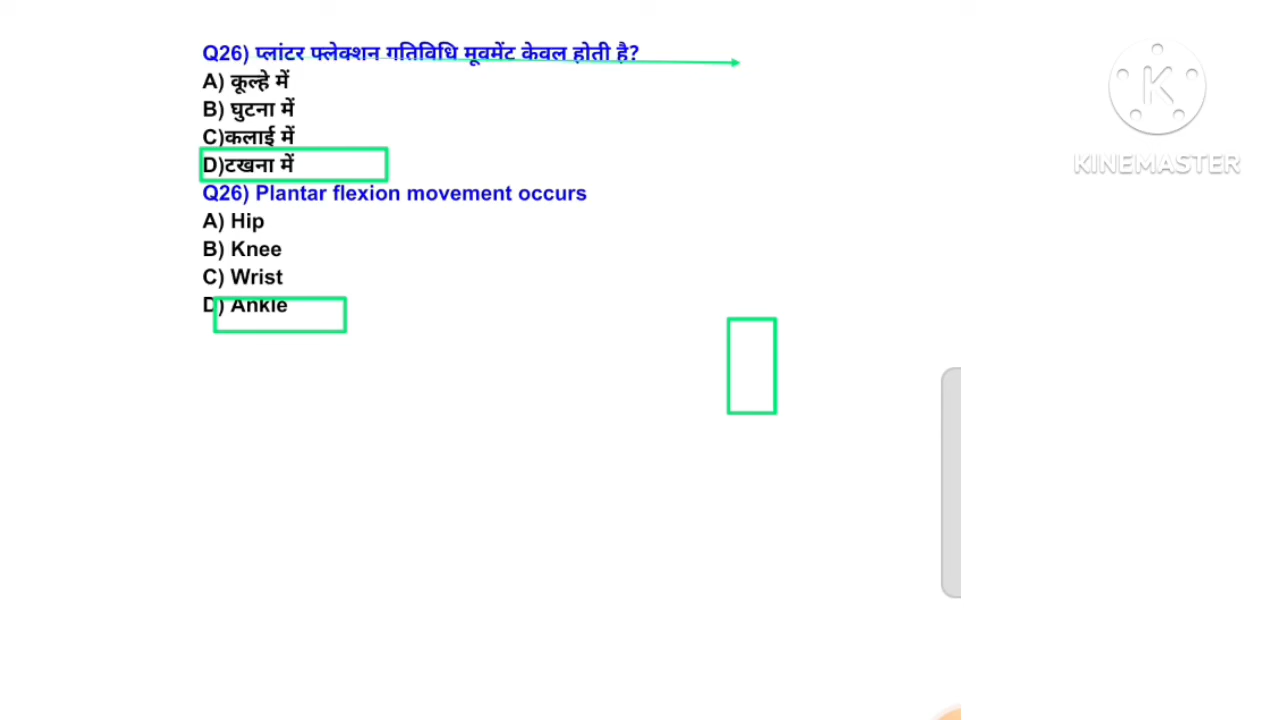 Q26) प्लांटर फ्लेक्शन गतिविधि मूवमेंट केवल होती है?
A) कूल्हे में
B) घुटना में
C)कलाई में
D)टखना में
Q26) Plantar flexion movement occurs
A) Hip
B) Knee
C) Wrist
D) Ankle
K
KINEMASTER